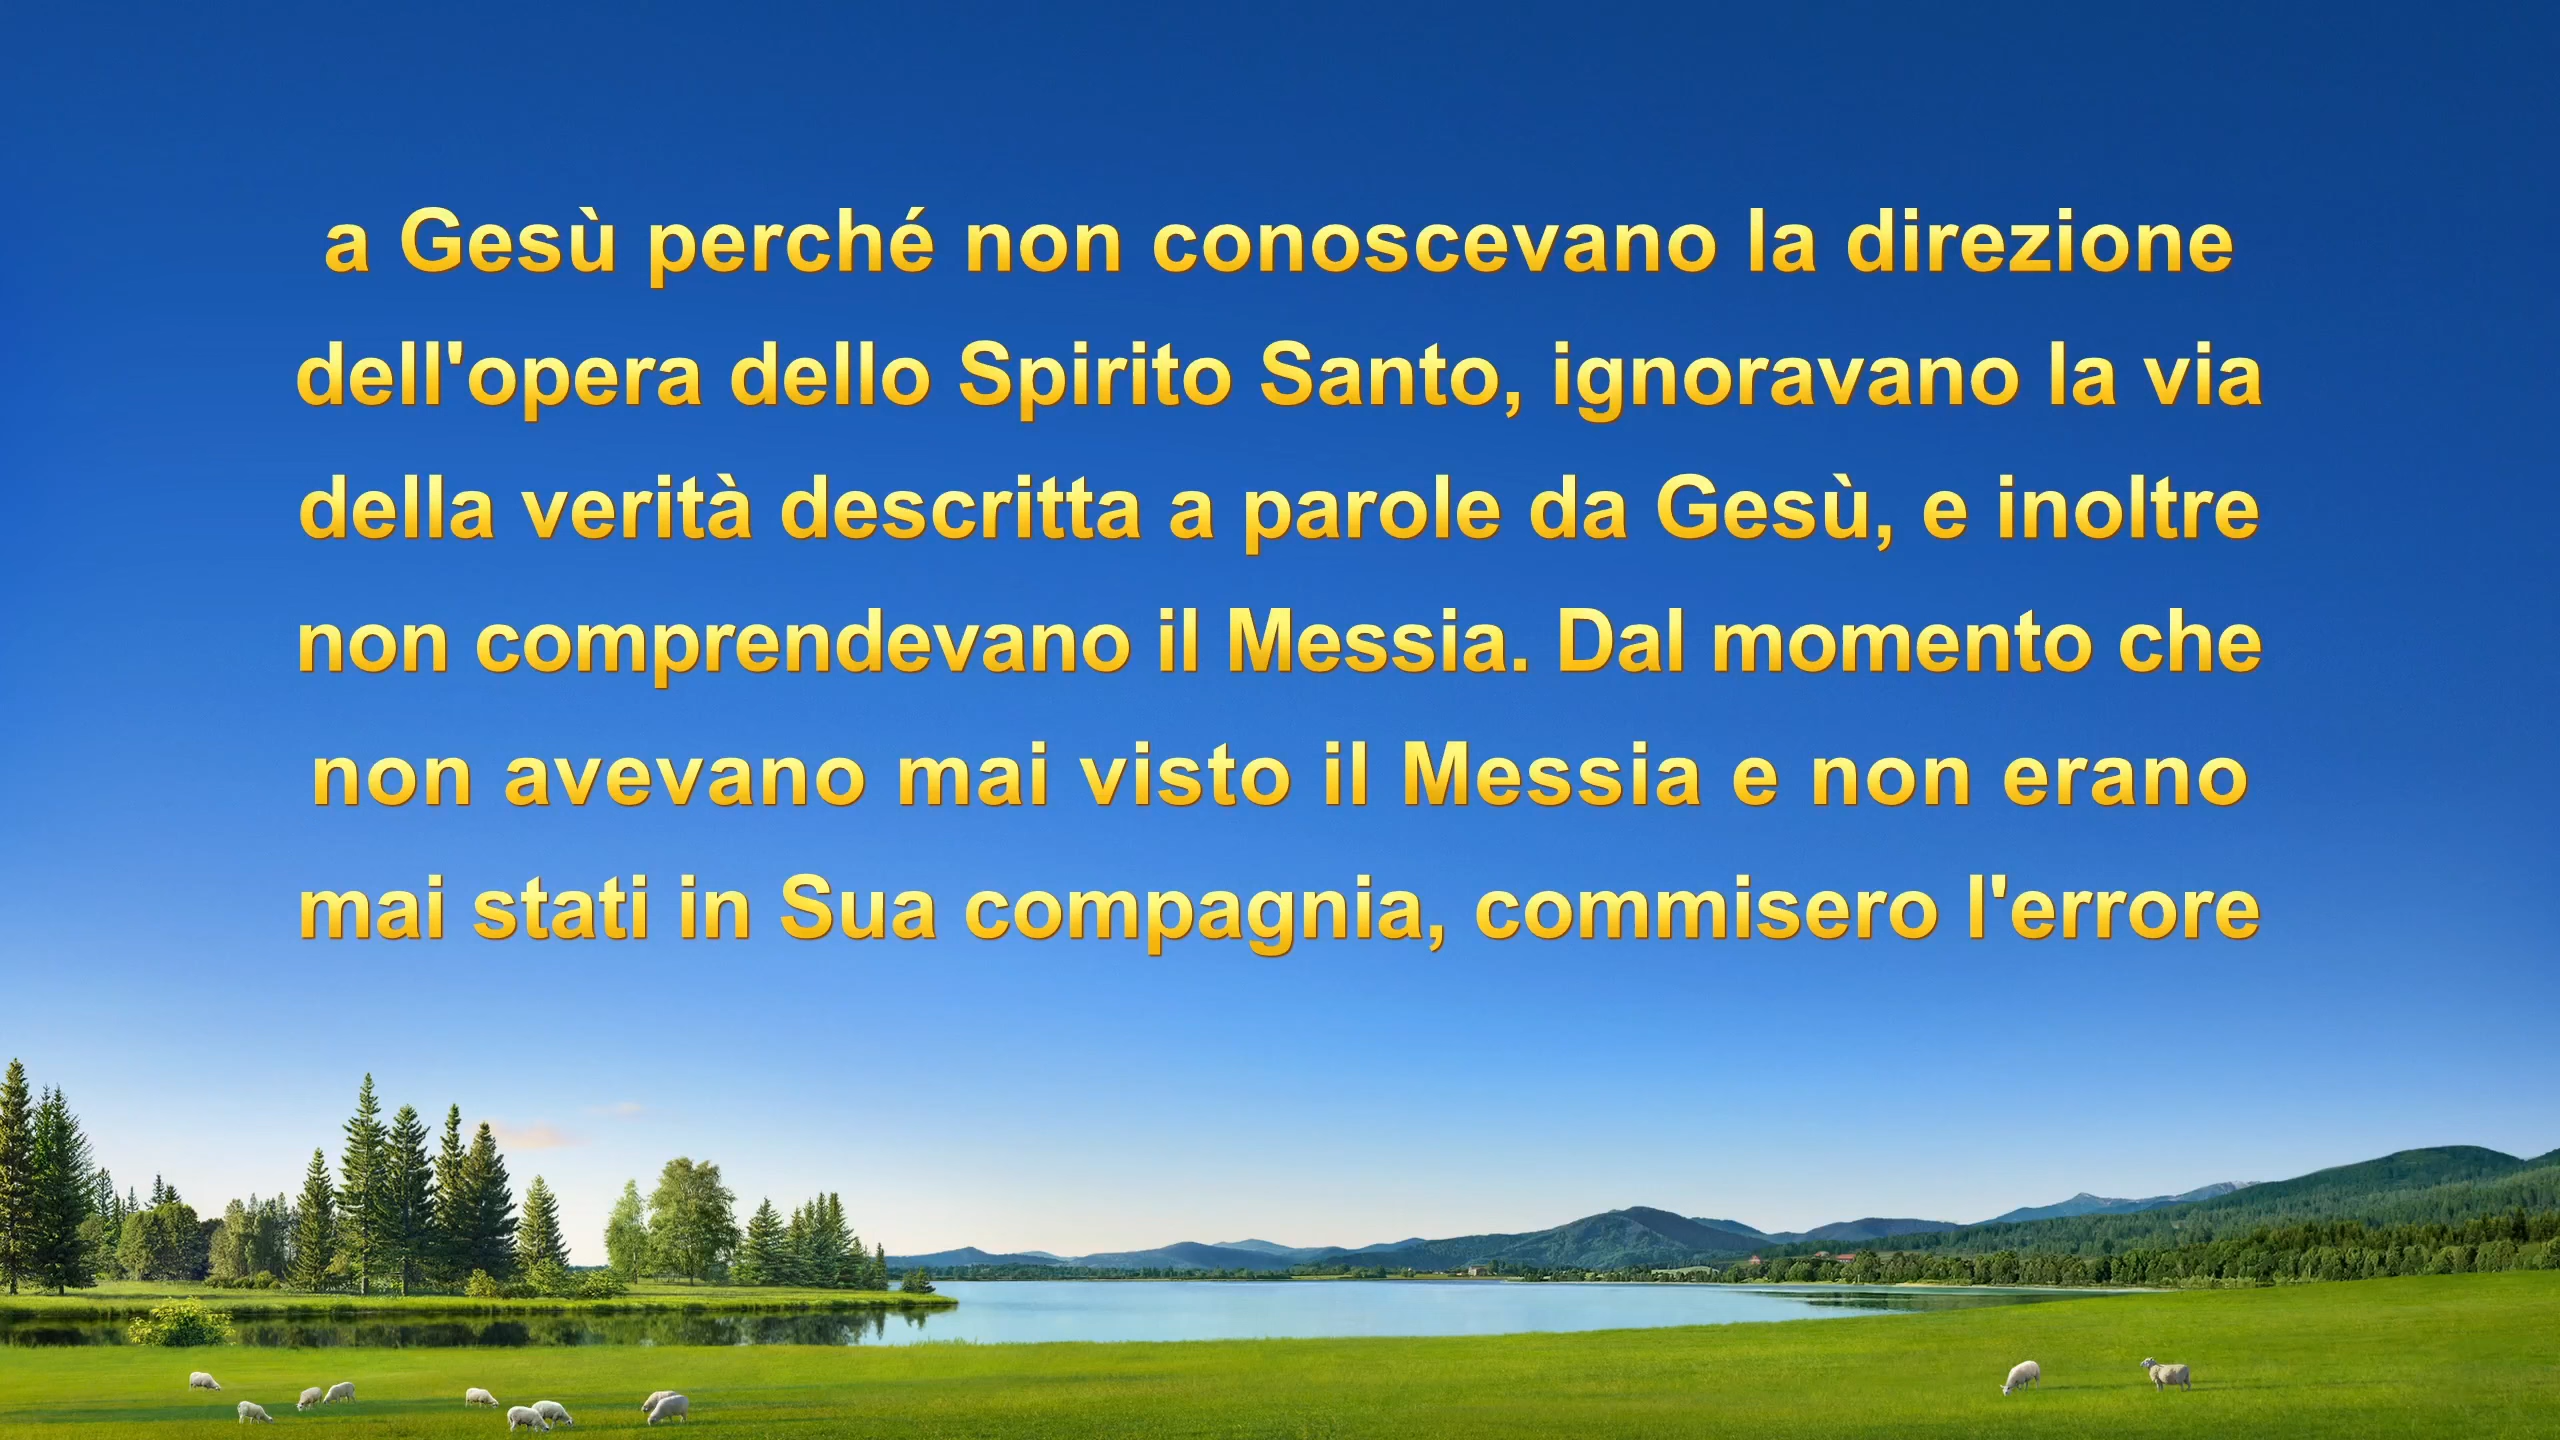 a Gesù perché non conoscevano la direzione
dell'opera dello Spirito Santo, ignoravano la via
della verità descritta a parole da Gesù, e inoltre
non comprendevano il Messia. Dal momento che
non avevano mai visto il Messia e non erano
mai stati in Sua compagnia, commisero l'errore